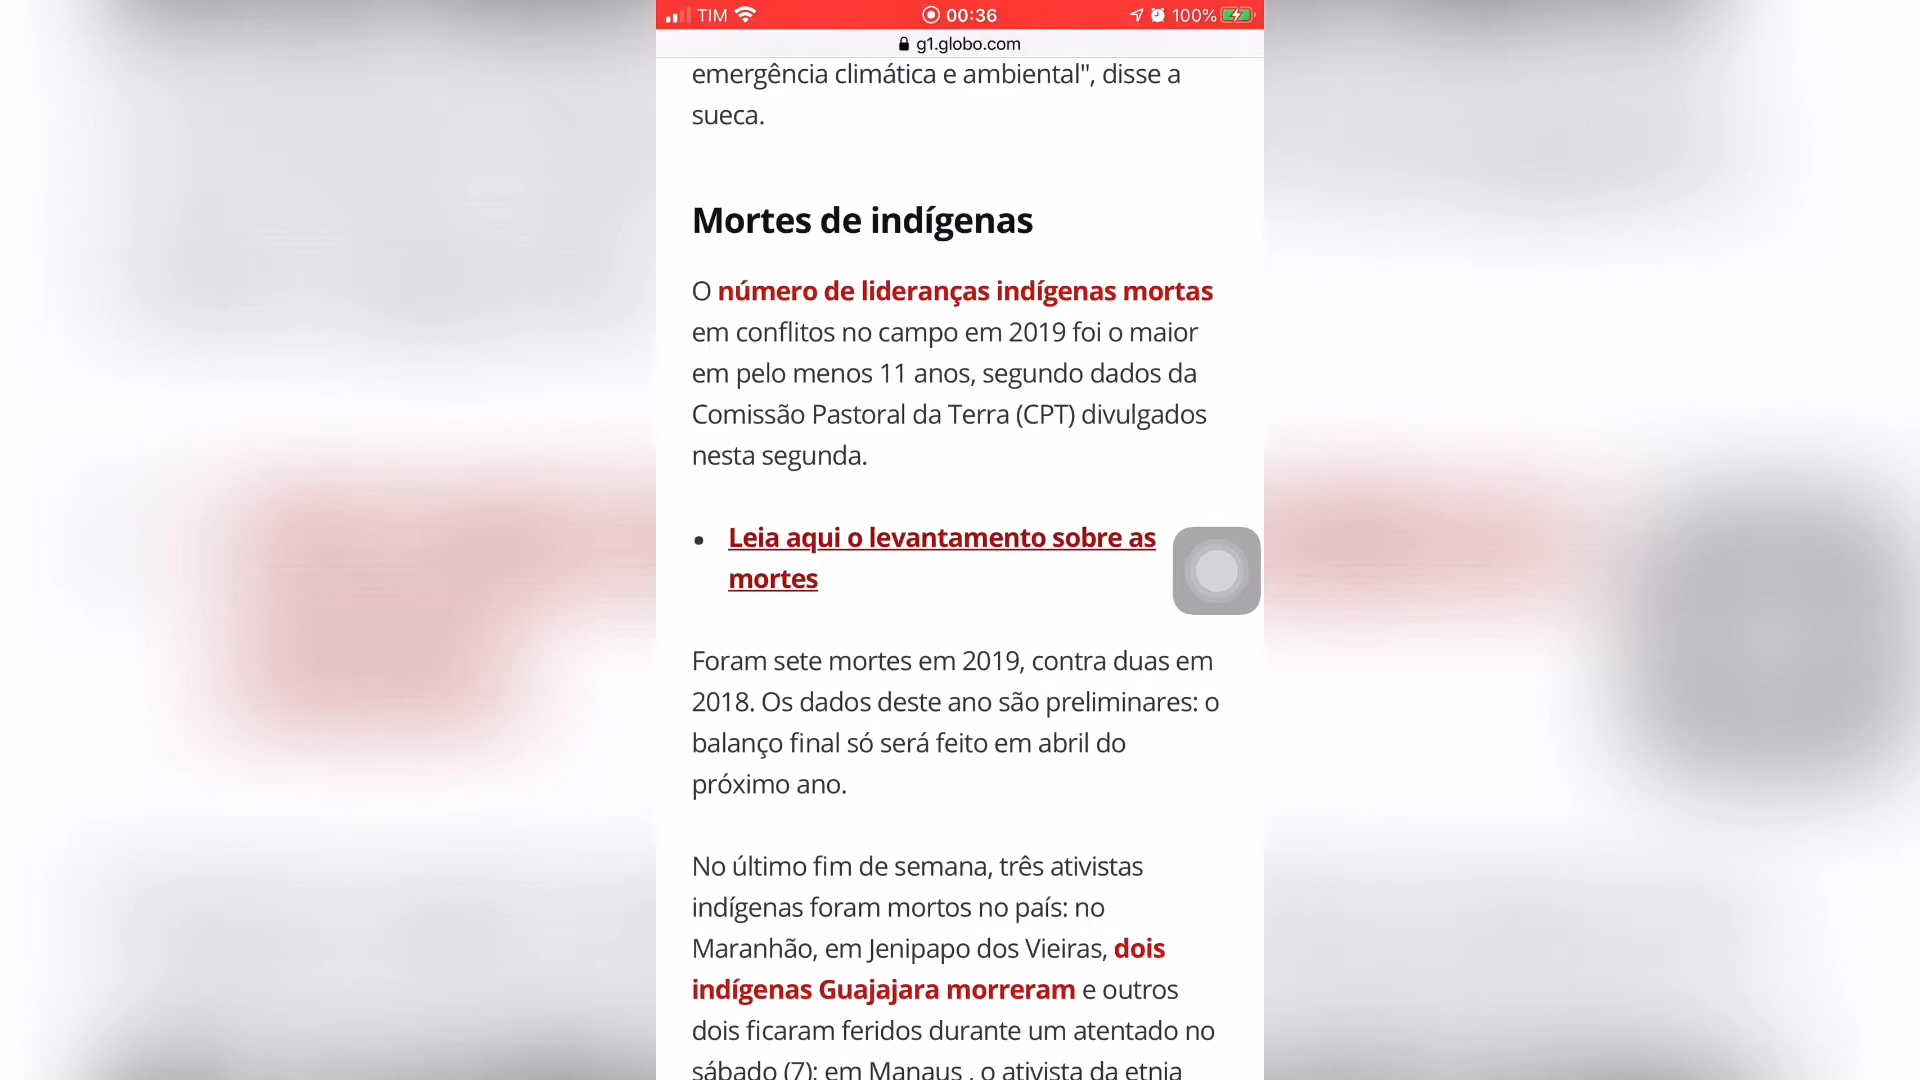 TIM 00:36 100%
g1.globo.com
emergência climática e ambiental", disse a
sueca.
Mortes de indígenas
O número de lideranças indígenas mortas
em conflitos no campo em 2019 foi o maior
em pelo menos 11 anos, segundo dados da
Comissão Pastoral da Terra (CPT) divulgados
nesta segunda.
• Leia aqui o levantamento sobre as
mortes
Foram sete mortes em 2019, contra duas em
2018. Os dados deste ano são preliminares: o
balanço final só será feito em abril do
próximo ano.
No último fim de semana, três ativistas
indígenas foram mortos no país: no
Maranhão, em Jenipapo dos Vieiras, dois
indígenas Guajajara morreram e outros
dois ficaram feridos durante um atentado no
sábado (7); em Manaus , o ativista da etnia